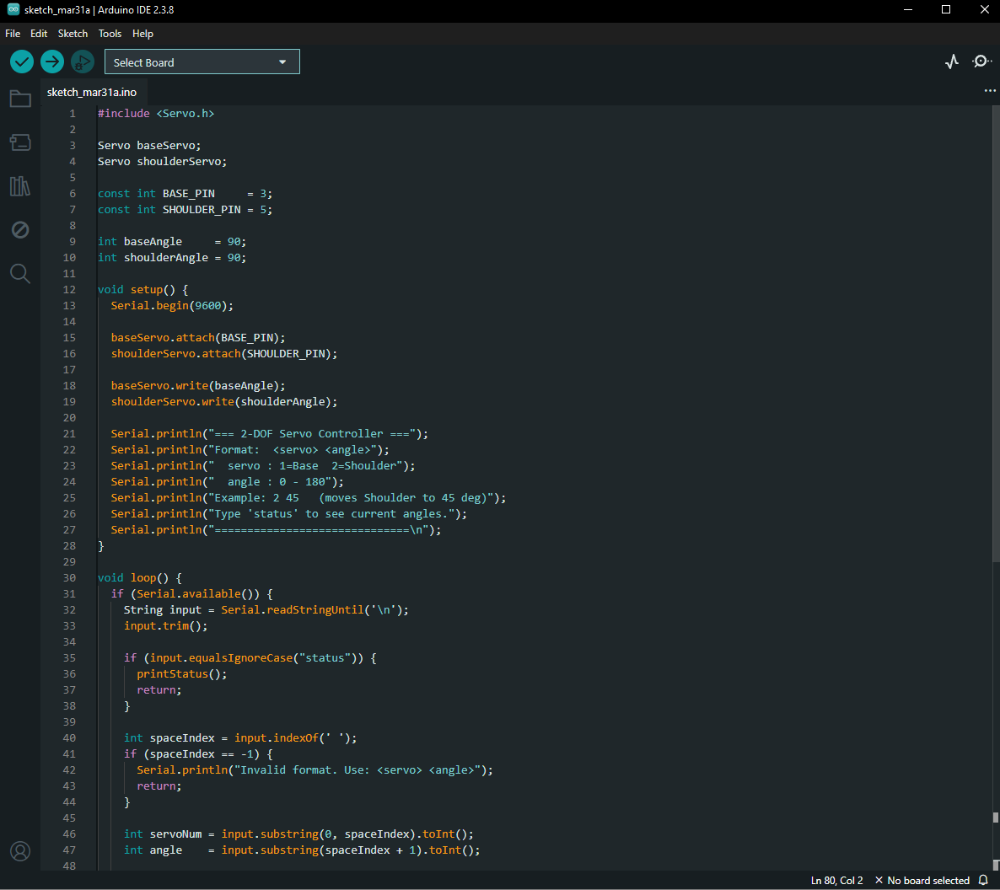 sketch_mar31a | Arduino IDE 2.3.8
File Edit Sketch Tools Help
Select Board
sketch_mar31a.ino
1 #include <Servo.h>
2
3 Servo baseServo;
4 Servo shoulderServo;
5
6 const int BASE_PIN     = 3;
7 const int SHOULDER_PIN = 5;
8
9 int baseAngle     = 90;
10 int shoulderAngle = 90;
11
12 void setup() {
13   Serial.begin(9600);
14
15   baseServo.attach(BASE_PIN);
16   shoulderServo.attach(SHOULDER_PIN);
17
18   baseServo.write(baseAngle);
19   shoulderServo.write(shoulderAngle);
20
21   Serial.println("=== 2-DOF Servo Controller ===");
22   Serial.println("Format:  <servo> <angle>");
23   Serial.println("  servo : 1=Base  2=Shoulder");
24   Serial.println("  angle : 0 - 180");
25   Serial.println("Example: 2 45   (moves Shoulder to 45 deg)");
26   Serial.println("Type 'status' to see current angles.");
27   Serial.println("==============================\n");
28 }
29
30 void loop() {
31   if (Serial.available()) {
32     String input = Serial.readStringUntil('\n');
33     input.trim();
34
35     if (input.equalsIgnoreCase("status")) {
36       printStatus();
37       return;
38     }
39
40     int spaceIndex = input.indexOf(' ');
41     if (spaceIndex == -1) {
42       Serial.println("Invalid format. Use: <servo> <angle>");
43       return;
44     }
45
46     int servoNum = input.substring(0, spaceIndex).toInt();
47     int angle    = input.substring(spaceIndex + 1).toInt();
48
Ln 80, Col 2 × No board selected